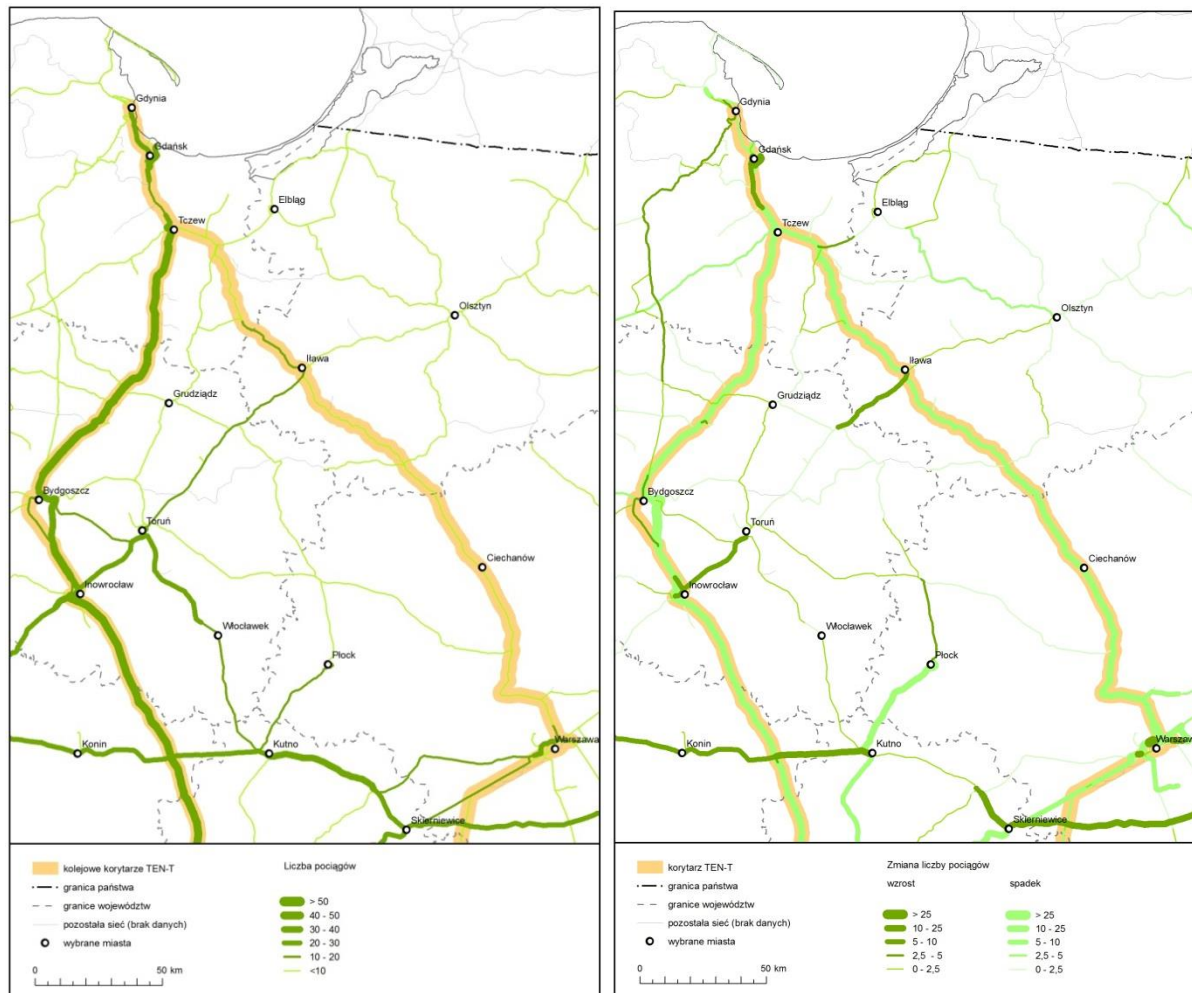 Gdynia
Gdańsk
Elbląg
Tczew
Olsztyn
Iława
Grudziądz
Bydgoszcz
Toruń
Ciechanów
Inowrocław
Włocławek
Płock
Konin
Kutno
Warszawa
Skierniewice
kolejowe korytarze TEN-T
granica państwa
granice województw
pozostała sieć (brak danych)
wybrane miasta
0 50 km
Liczba pociągów
> 50
40 - 50
30 - 40
20 - 30
10 - 20
<10
Gdynia
Gdańsk
Elbląg
Tczew
Olsztyn
Iława
Grudziądz
Bydgoszcz
Toruń
Ciechanów
Inowrocław
Włocławek
Płock
Konin
Kutno
Warszawa
Skierniewice
korytarz TEN-T
granica państwa
granice województw
pozostała sieć (brak danych)
wybrane miasta
0 50 km
Zmiana liczby pociągów
wzrost spadek
> 25 > 25
10 - 25 10 - 25
5 - 10 5 - 10
2,5 - 5 2,5 - 5
0 - 2,5 0 - 2,5